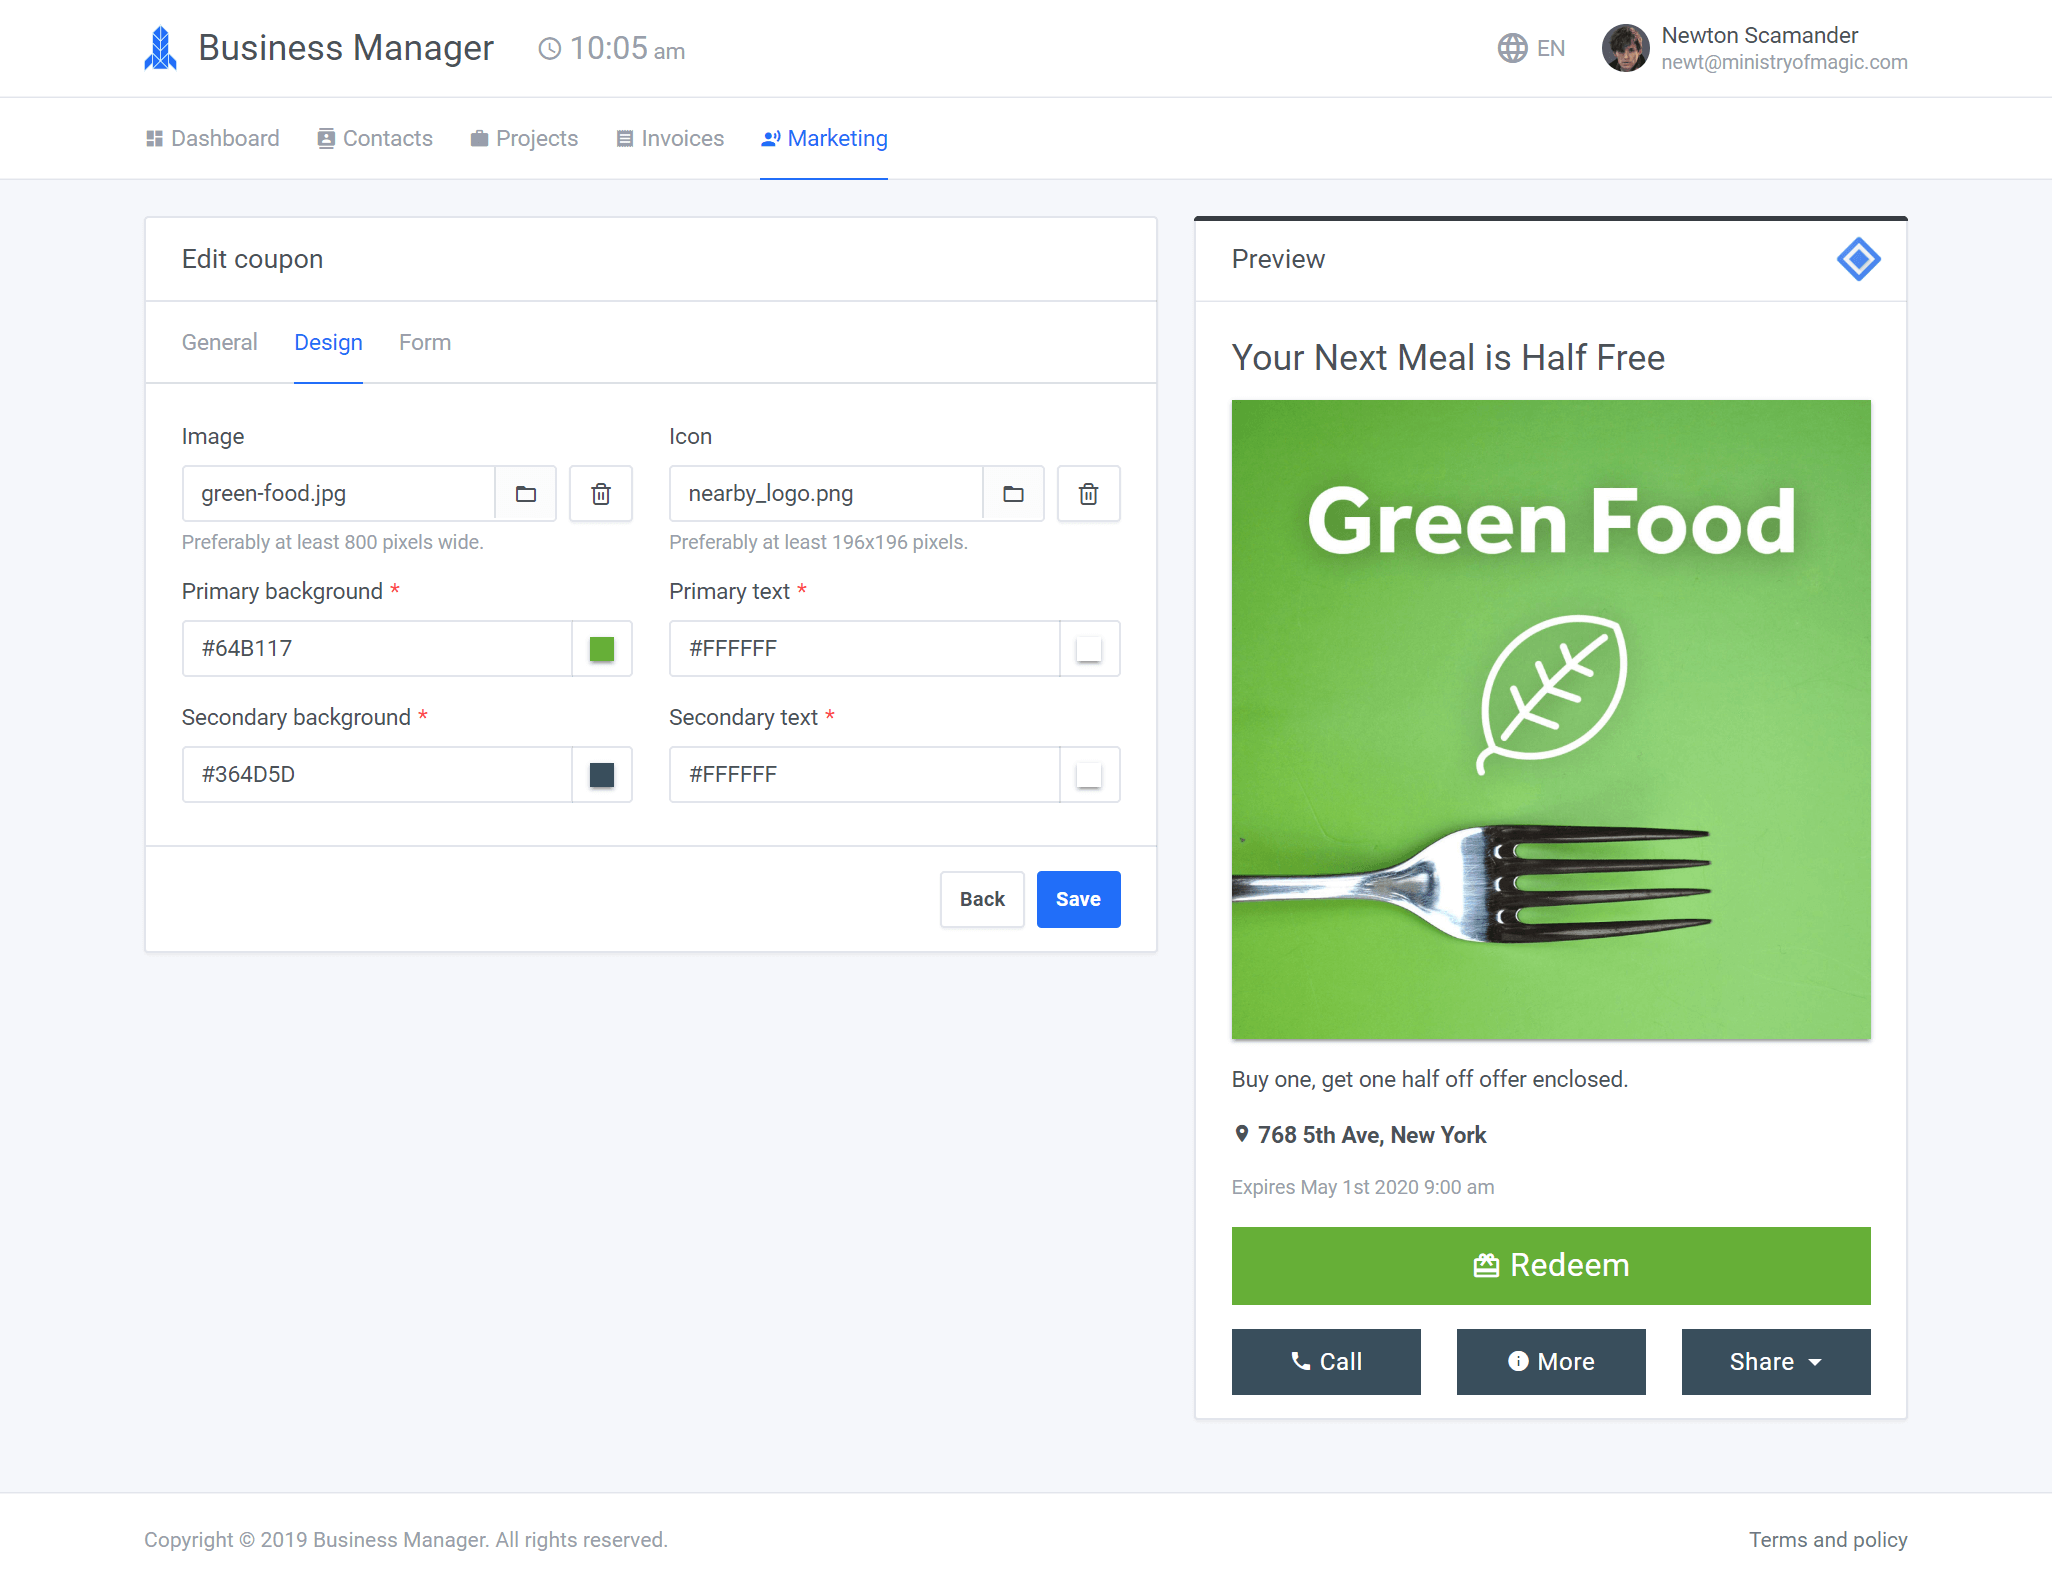 Business Manager
10:05 am
EN
Newton Scamander
newt@ministryofmagic.com
Dashboard
Contacts
Projects
Invoices
Marketing
Edit coupon
General
Design
Form
Image
Icon
green-food.jpg
nearby_logo.png
Preferably at least 800 pixels wide.
Preferably at least 196x196 pixels.
Primary background *
Primary text *
#64B117
#FFFFFF
Secondary background *
Secondary text *
#364D5D
#FFFFFF
Back
Save
Preview
Your Next Meal is Half Free
Green Food
Buy one, get one half off offer enclosed.
768 5th Ave, New York
Expires May 1st 2020 9:00 am
Redeem
Call
More
Share
Copyright © 2019 Business Manager. All rights reserved.
Terms and policy